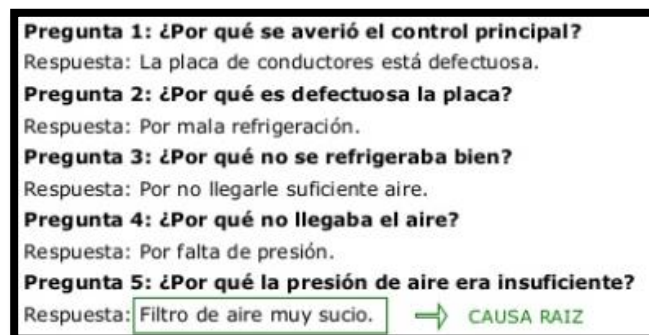 Pregunta 1: ¿Por qué se averió el control principal?
Respuesta: La placa de conductores está defectuosa.
Pregunta 2: ¿Por qué es defectuosa la placa?
Respuesta: Por mala refrigeración.
Pregunta 3: ¿Por qué no se refrigeraba bien?
Respuesta: Por no llegarle suficiente aire.
Pregunta 4: ¿Por qué no llegaba el aire?
Respuesta: Por falta de presión.
Pregunta 5: ¿Por qué la presión de aire era insuficiente?
Respuesta: Filtro de aire muy sucio. CAUSA RAIZ